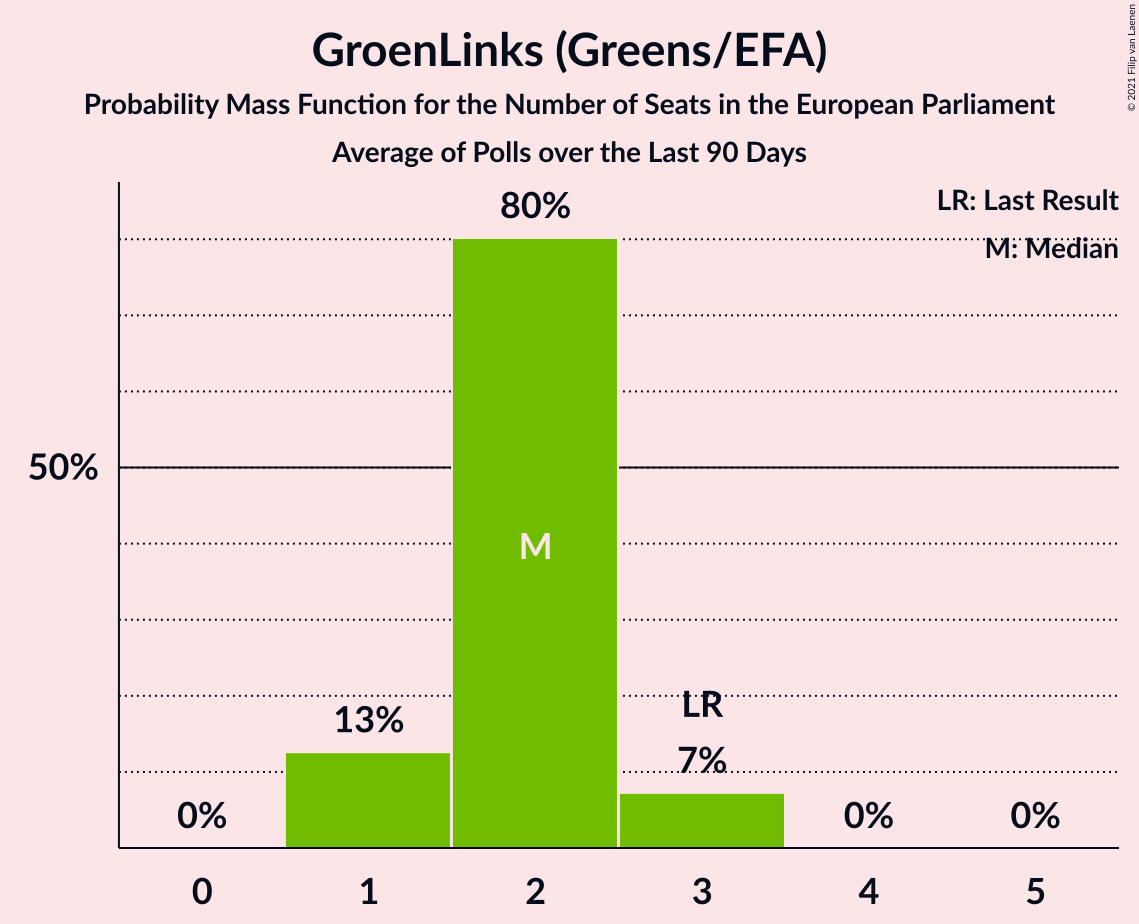 GroenLinks (Greens/EFA)
Probability Mass Function for the Number of Seats in the European Parliament
Average of Polls over the Last 90 Days
© 2021 Filip van Laenen
LR: Last Result
M: Median
80%
50%
M
LR
13%
7%
0%
0%
0%
0 1 2 3 4 5